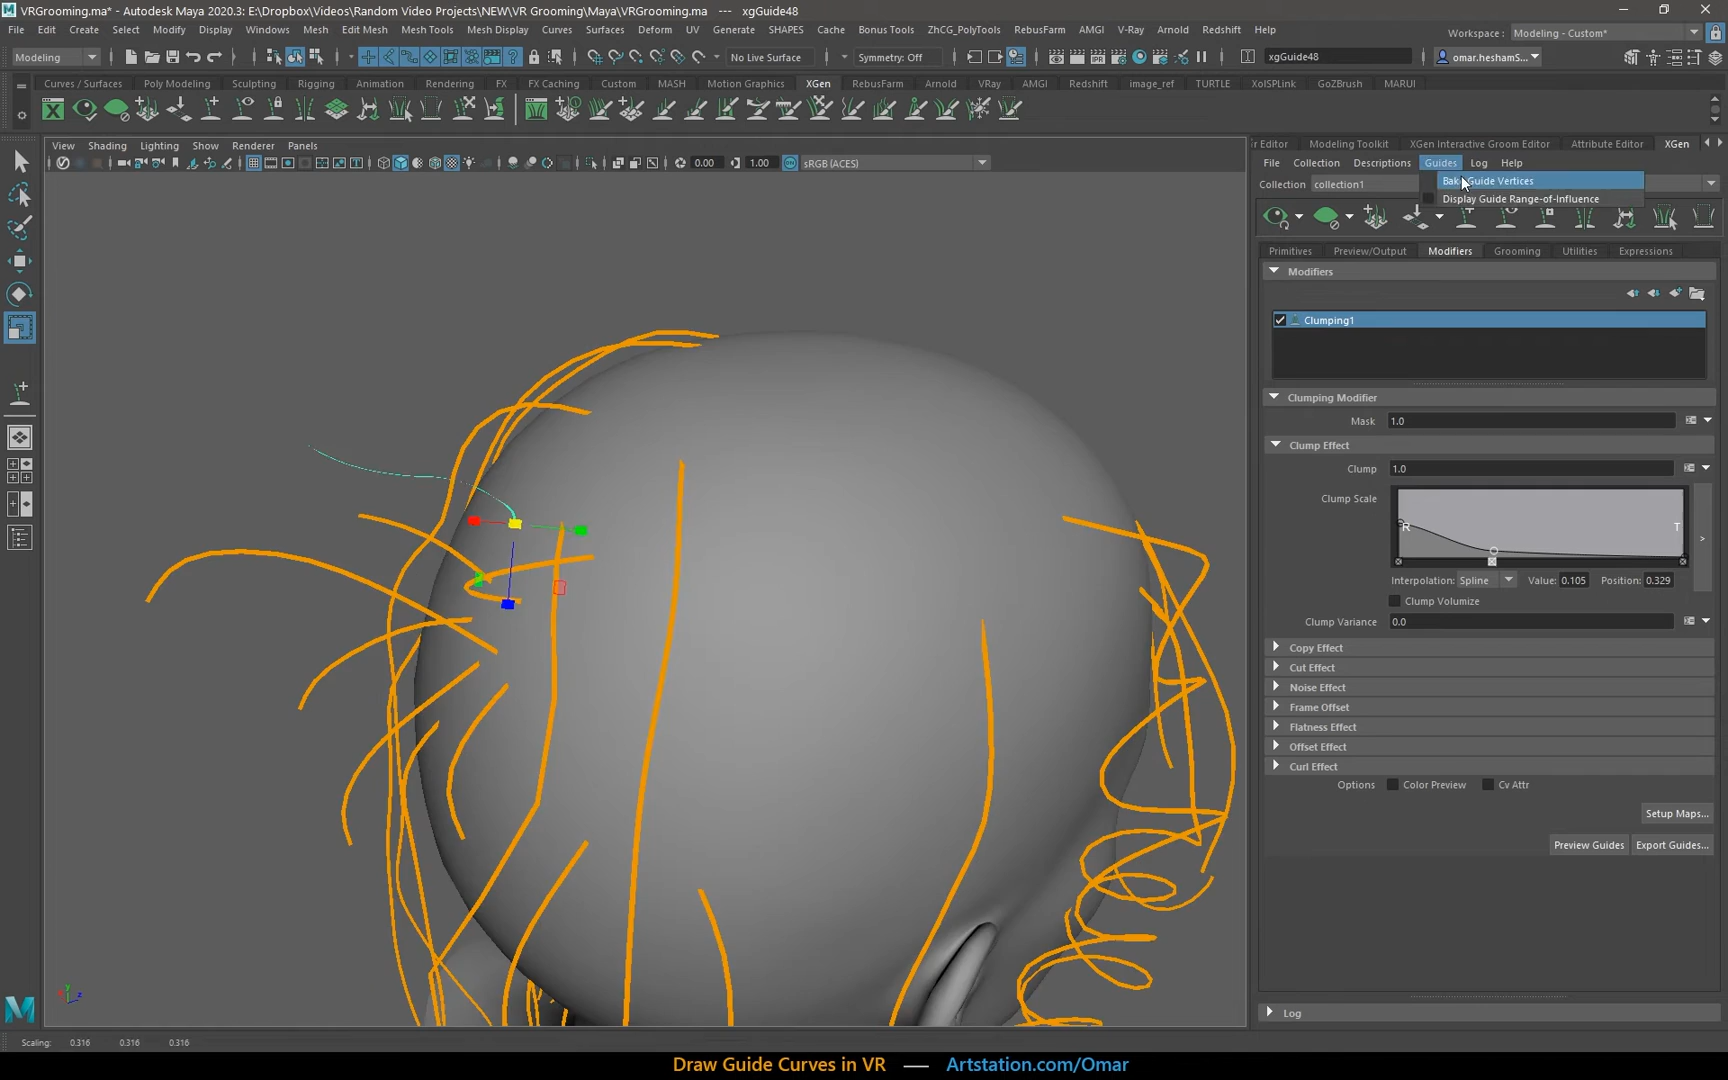 VRGrooming.ma* - Autodesk Maya 2020.3: E:\Dropbox\Videos\Random Video Projects\NEW\VR Grooming\Maya\VRGrooming.ma --- xgGuide48
File Edit Create Select Modify Display Windows Mesh Edit Mesh Mesh Tools Mesh Display Curves Surfaces Deform UV Generate SHAPES Cache Bonus Tools ZhCG_PolyTools RebusFarm AMGI V-Ray Arnold Redshift Help
Workspace : Modeling - Custom*
Modeling No Live Surface Symmetry: Off xgGuide48 omar.heshamS...
Curves / Surfaces Poly Modeling Sculpting Rigging Animation Rendering FX FX Caching Custom MASH Motion Graphics XGen RebusFarm Arnold VRay AMGI Redshift image_ref TURTLE XolSPLink GoZBrush MARUI
View Shading Lighting Show Renderer Panels
0.00 1.00 sRGB (ACES)
ir Editor Modeling Toolkit XGen Interactive Groom Editor Attribute Editor XGen
File Collection Descriptions Guides Log Help
Collection collection1
Guide Vertices
Display Guide Range-of-Influence
Primitives Preview/Output Modifiers Grooming Utilities Expressions
Modifiers
Clumping1
Clumping Modifier
Mask 1.0
Clump Effect
Clump 1.0
Clump Scale
R T
Interpolation: Spline Value: 0.105 Position: 0.329
Clump Volumize
Clump Variance 0.0
Copy Effect
Cut Effect
Noise Effect
Frame Offset
Flatness Effect
Offset Effect
Curl Effect
Options Color Preview Cv Attr
Setup Maps...
Preview Guides Export Guides...
Log
Scaling: 0.316 0.316 0.316
Draw Guide Curves in VR — Artstation.com/Omar